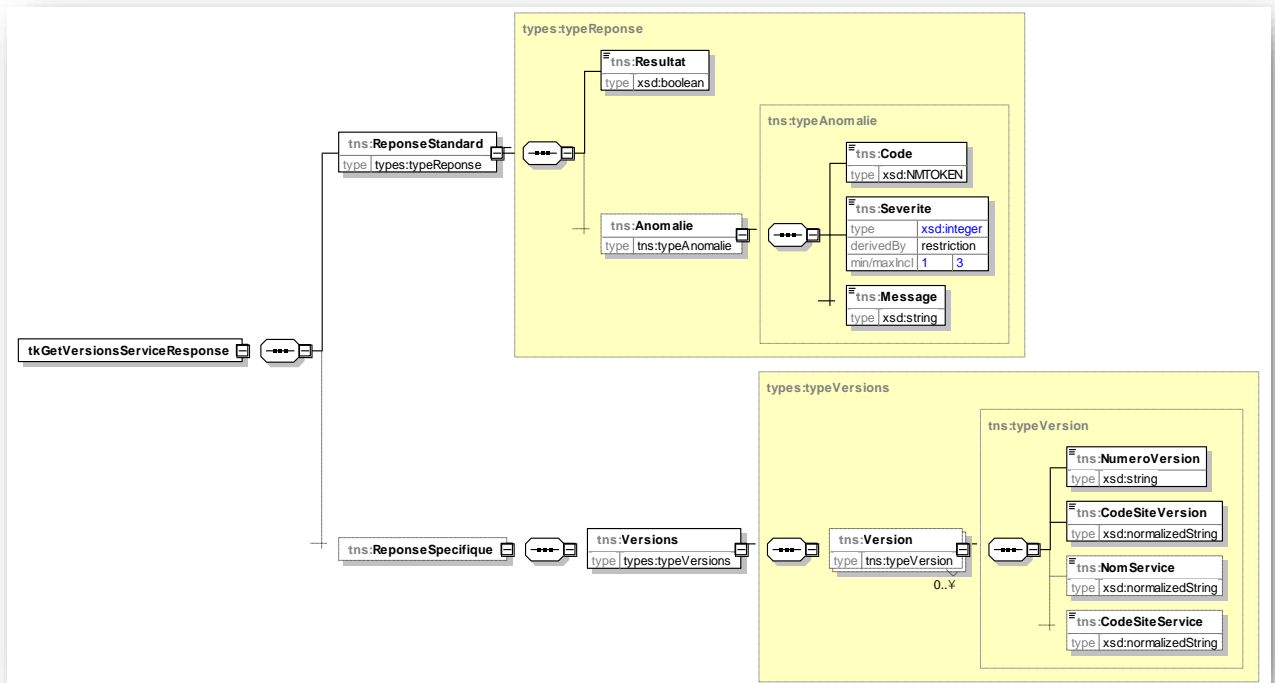 types:typeReponse
tns:Resultat
type xsd:boolean
tns:typeAnomalie
tns:ReponseStandard
type types:typeReponse
tns:Code
type xsd:NMTOKEN
tns:Severite
type xsd:integer
derivedBy restriction
min/maxIncl 1 3
tns:Anomalie
type tns:typeAnomalie
tns:Message
type xsd:string
tkGetVersionsServiceResponse
types:typeVersions
tns:typeVersion
tns:NumeroVersion
type xsd:string
tns:CodeSiteVersion
type xsd:normalizedString
tns:ReponseSpecifique
tns:Versions
type types:typeVersions
tns:Version
type tns:typeVersion
0..¥
tns:NomService
type xsd:normalizedString
tns:CodeSiteService
type xsd:normalizedString